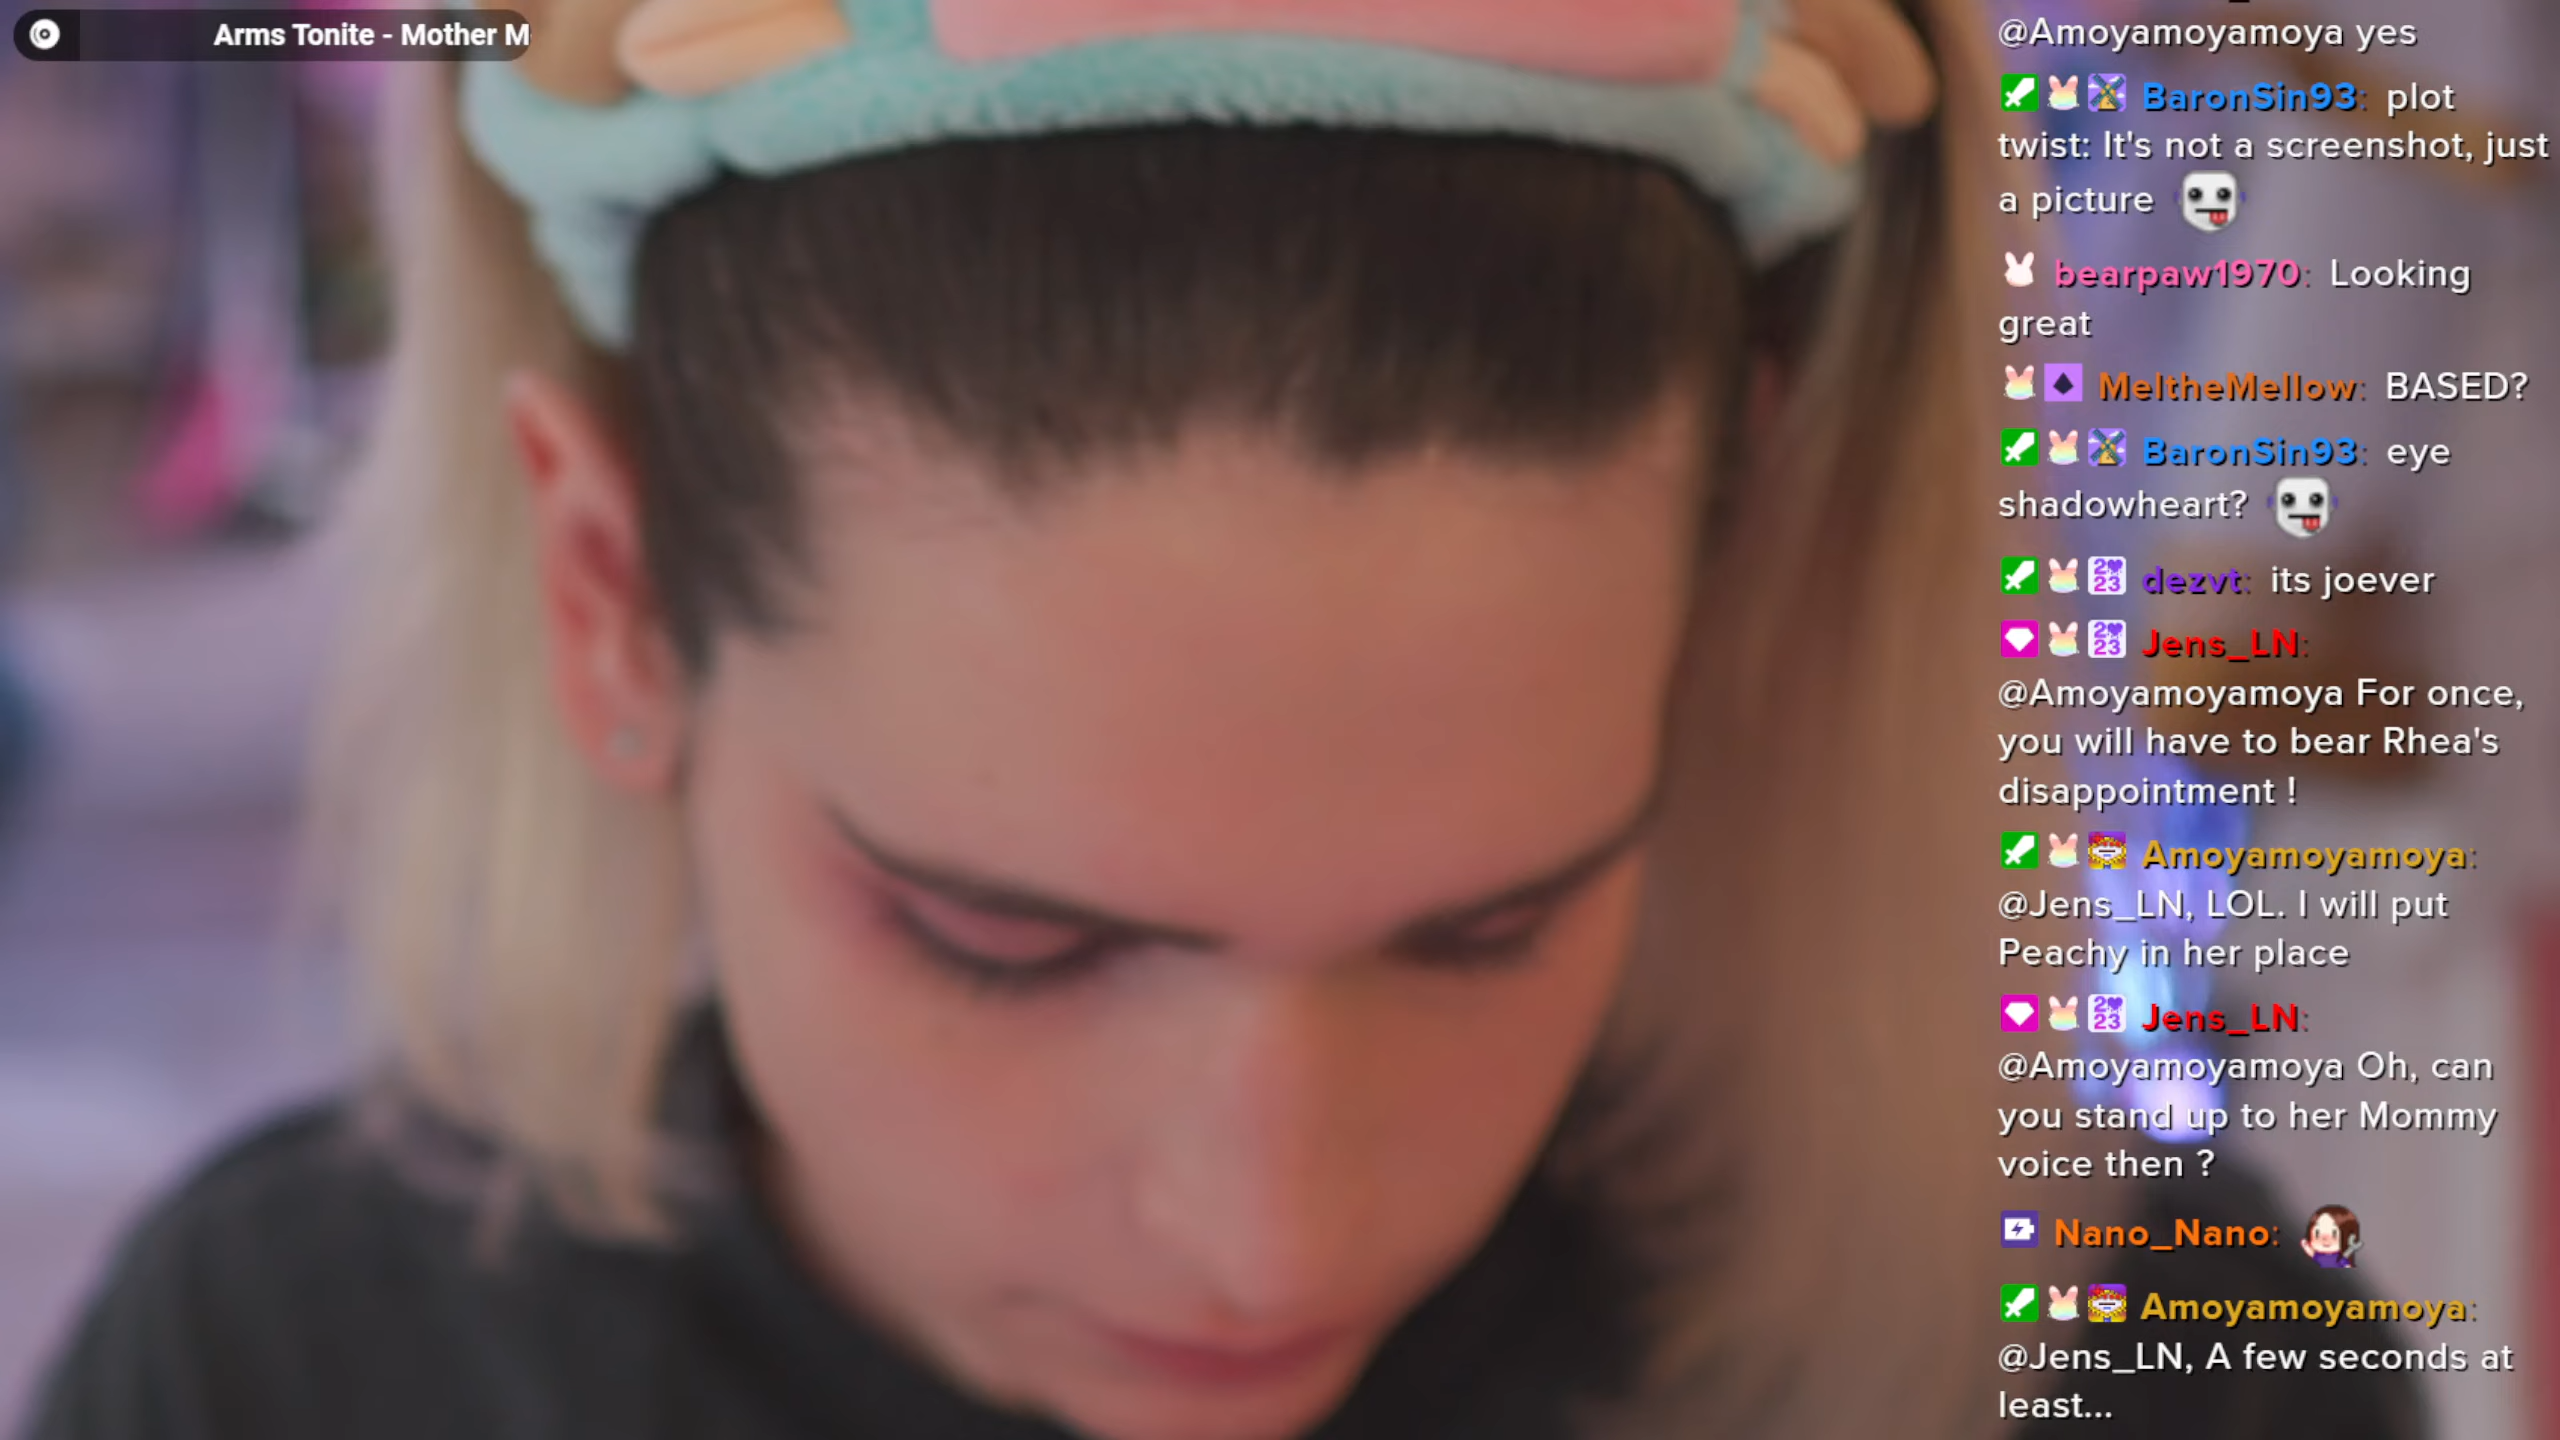 Arms Tonite - Mother M
@Amoyamoyamoya yes
BaronSin93: plot
twist: It's not a screenshot, just
a picture
bearpaw1970: Looking
great
MeltheMellow: BASED?
BaronSin93: eye
shadowheart?
2023 dezvt: its joever
2023 Jens_LN:
@Amoyamoyamoya For once,
you will have to bear Rhea's
disappointment !
Amoyamoyamoya:
@Jens_LN, LOL. I will put
Peachy in her place
2023 Jens_LN:
@Amoyamoyamoya Oh, can
you stand up to her Mommy
voice then ?
Nano_Nano:
Amoyamoyamoya:
@Jens_LN, A few seconds at
least...